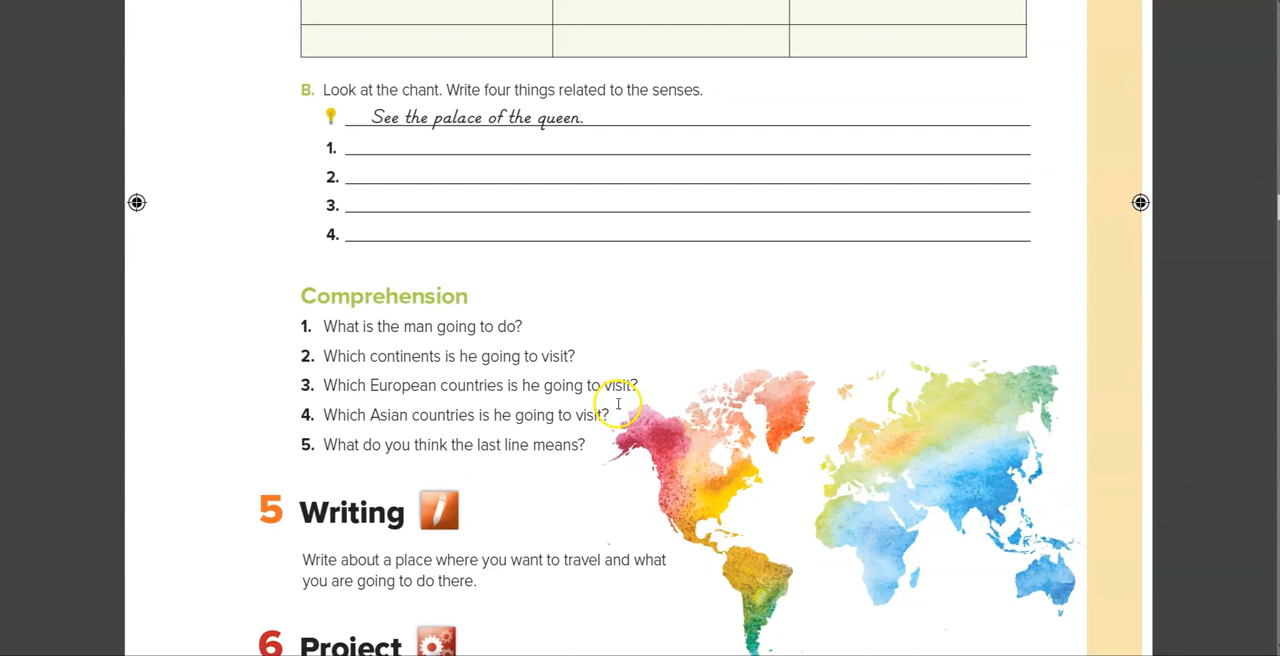 B. Look at the chant. Write four things related to the senses.
See the palace of the queen.
1.
2.
3.
4.
Comprehension
1. What is the man going to do?
2. Which continents is he going to visit?
3. Which European countries is he going to visit?
4. Which Asian countries is he going to visit?
5. What do you think the last line means?
5 Writing
Write about a place where you want to travel and what
you are going to do there.
6 Project